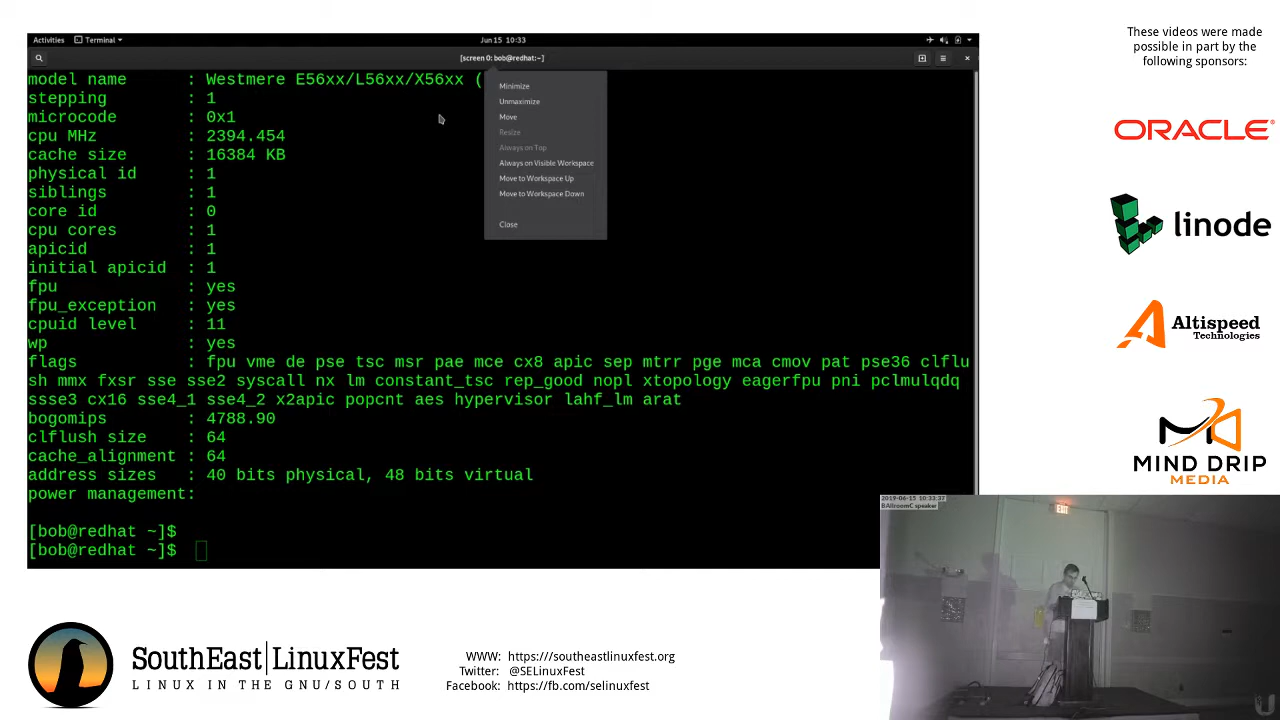 These videos were made
possible in part by the
following sponsors:
ORACLE®
linode
Altispeed
Technologies
MIND DRIP
MEDIA
Activities Terminal Jun 15 10:33
[screen 0: bob@redhat:~]
model name : Westmere E56xx/L56xx/X56xx (
stepping : 1
microcode : 0x1
cpu MHz : 2394.454
cache size : 16384 KB
physical id : 1
siblings : 1
core id : 0
cpu cores : 1
apicid : 1
initial apicid : 1
fpu : yes
fpu_exception : yes
cpuid level : 11
wp : yes
flags : fpu vme de pse tsc msr pae mce cx8 apic sep mtrr pge mca cmov pat pse36 clflu
sh mmx fxsr sse sse2 syscall nx lm constant_tsc rep_good nopl xtopology eagerfpu pni pclmulqdq
ssse3 cx16 sse4_1 sse4_2 x2apic popcnt aes hypervisor lahf_lm arat
bogomips : 4788.90
clflush size : 64
cache_alignment : 64
address sizes : 40 bits physical, 48 bits virtual
power management:
[bob@redhat ~]$
[bob@redhat ~]$
Minimize
Unmaximize
Move
Resize
Always on Top
Always on Visible Workspace
Move to Workspace Up
Move to Workspace Down
Close
2019-06-15 10:33:37
BAllroomC speaker
EXIT
SouthEast|LinuxFest
LINUX IN THE GNU/SOUTH
WWW: https:///southeastlinuxfest.org
Twitter: @SELinuxFest
Facebook: https://fb.com/selinuxfest